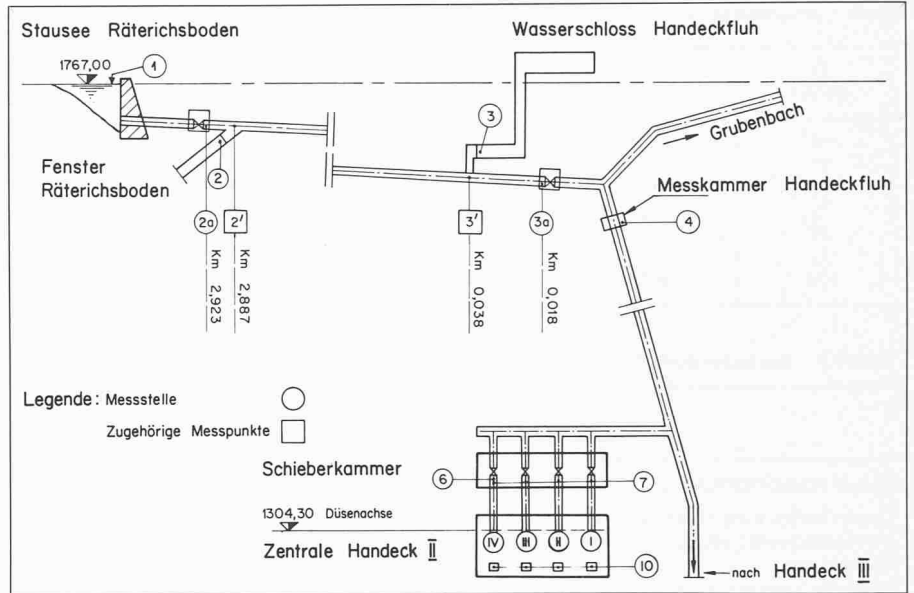 Stausee Räterichsboden
Wasserschloss Handeckfluh
1767,00
1
3
Grubenbach
Fenster
Räterichsboden
2
Messkammer Handeckfluh
4
2a
2'
3'
3a
Km 2,923
Km 2,887
Km 0,038
Km 0,018
Legende: Messstelle
Zugehörige Messpunkte
Schieberkammer
6
7
1304,30 Düsenachse
Zentrale Handeck II
IV III II I
10
nach Handeck III